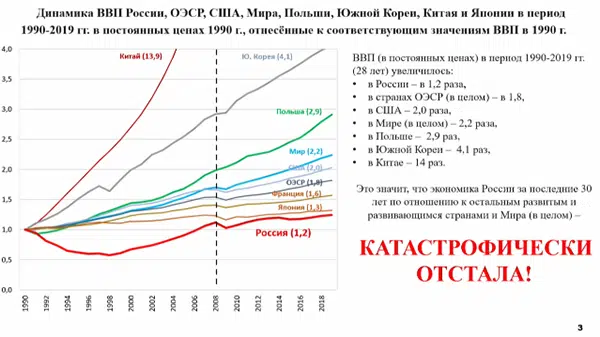 Динамика ВВП России, ОЭСР, США, Мира, Польши, Южной Кореи, Китая и Японии в период
1990-2019 гг. в постоянных ценах 1990 г., отнесённые к соответствующим значениям ВВП в 1990 г.
4,0
3,5
3,0
2,5
2,0
1,5
1,0
0,5
0,0
Китай (13,9)
Ю. Корея (4,1)
Польша (2,9)
Мир (2,2)
США (2,0)
ОЭСР (1,8)
Франция (1,6)
Япония (1,3)
Россия (1,2)
1990
1992
1994
1996
1998
2000
2002
2004
2006
2008
2010
2012
2014
2016
2018
ВВП (в постоянных ценах) в период 1990-2019 гг.
(28 лет) увеличилось:
• в России – в 1,2 раза,
• в странах ОЭСР (в целом) – в 1,8,
• в США – 2,0 раза,
• в Мире (в целом) – 2,2 раза,
• в Польше – 2,9 раз,
• в Южной Кореи – 4,1 раз,
• в Китае – 14 раз.
Это значит, что экономика России за последние 30
лет по отношению к остальным развитым и
развивающимся странами и Мира (в целом) –
КАТАСТРОФИЧЕСКИ
ОТСТАЛА!
3